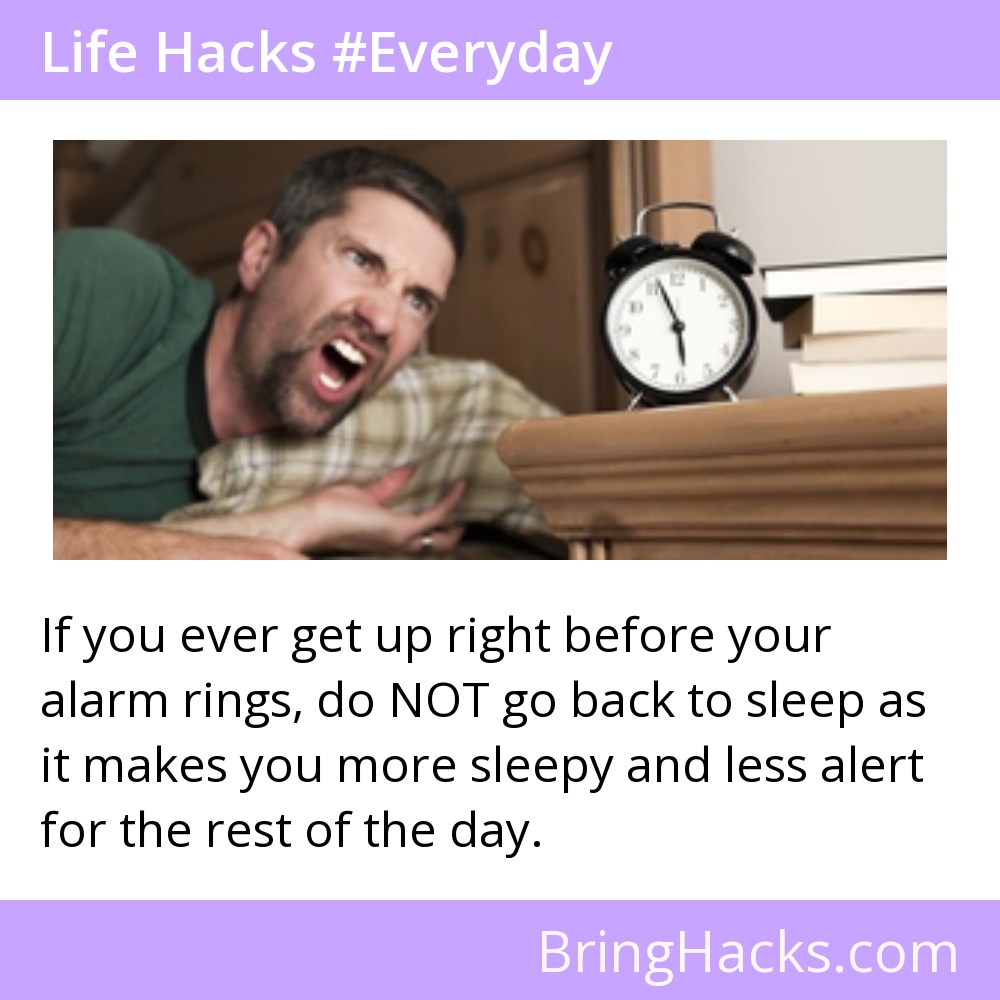 Life Hacks #Everyday
If you ever get up right before your
alarm rings, do NOT go back to sleep as
it makes you more sleepy and less alert
for the rest of the day.
BringHacks.com